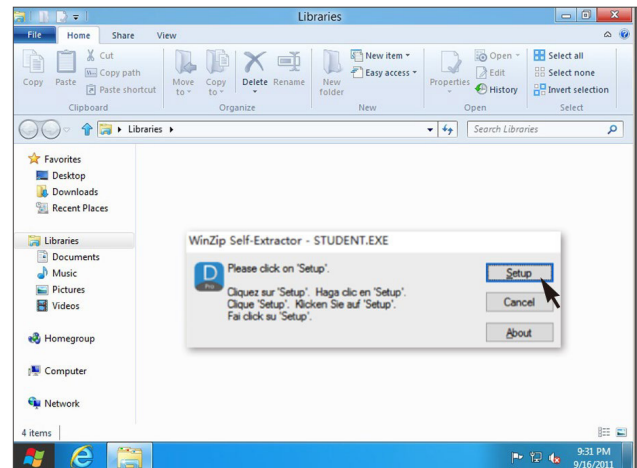 Libraries
File Home Share View
Copy
Paste
Cut
Copy path
Paste shortcut
Clipboard
Move to
Copy to
Delete
Rename
Organize
New folder
New item
Easy access
New
Properties
Open
Edit
History
Open
Select all
Select none
Invert selection
Select
Libraries
Search Libraries
Favorites
Desktop
Downloads
Recent Places
Libraries
Documents
Music
Pictures
Videos
Homegroup
Computer
Network
WinZip Self-Extractor - STUDENT.EXE
D
Pro
Please click on 'Setup'.
Cliquez sur 'Setup'. Haga clic en 'Setup'.
Clique 'Setup'. Klicken Sie auf 'Setup'.
Fai click su 'Setup'.
Setup
Cancel
About
4 items
9:31 PM
9/16/2011